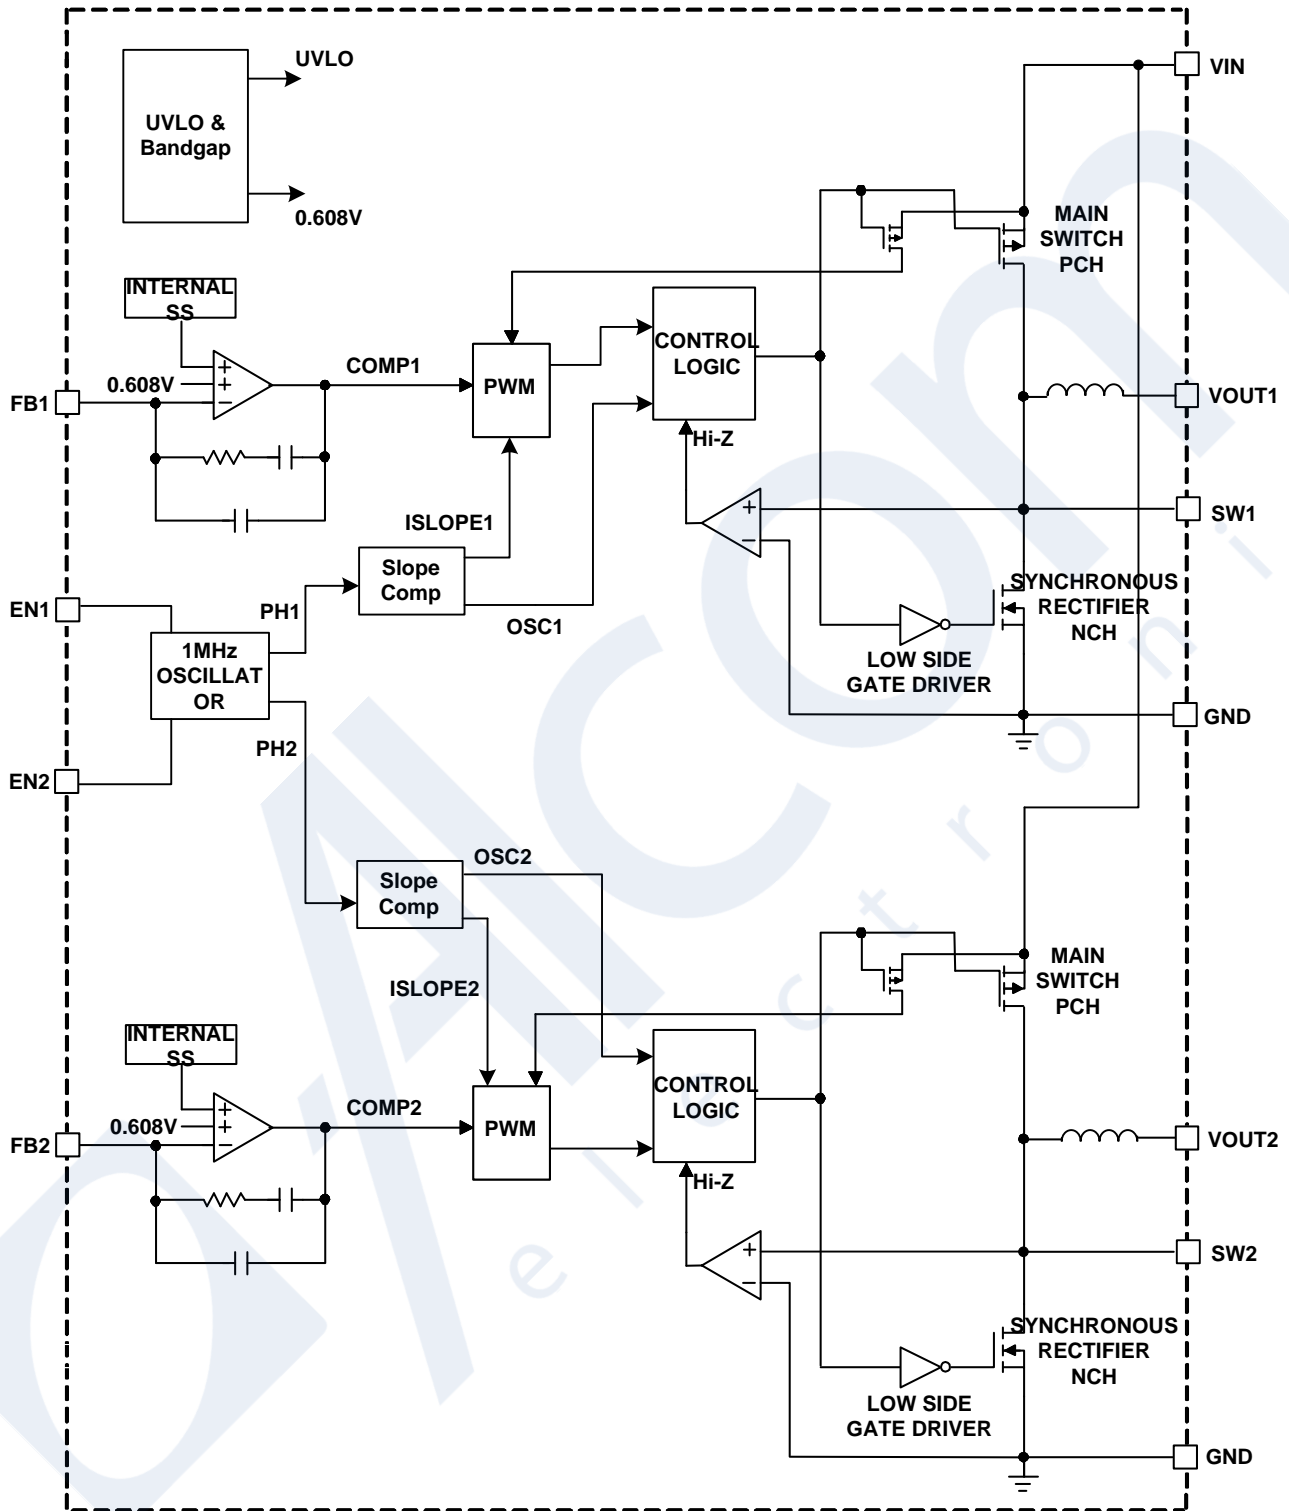 UVLO
VIN
UVLO &
Bandgap
0.608V
MAIN
SWITCH
PCH
INTERNAL
SS
CONTROL
LOGIC
COMP1
PWM
0.608V
FB1
VOUT1
Hi-Z
+
+
−
+
−
ISLOPE1
SW1
Slope
Comp
SYNCHRONOUS
RECTIFIER
NCH
EN1
PH1
OSC1
1MHz
OSCILLAT
OR
LOW SIDE
GATE DRIVER
GND
PH2
EN2
OSC2
Slope
Comp
MAIN
SWITCH
PCH
ISLOPE2
INTERNAL
SS
CONTROL
LOGIC
COMP2
PWM
0.608V
FB2
VOUT2
Hi-Z
+
+
−
+
−
SW2
SYNCHRONOUS
RECTIFIER
NCH
LOW SIDE
GATE DRIVER
GND
AICom
electroni